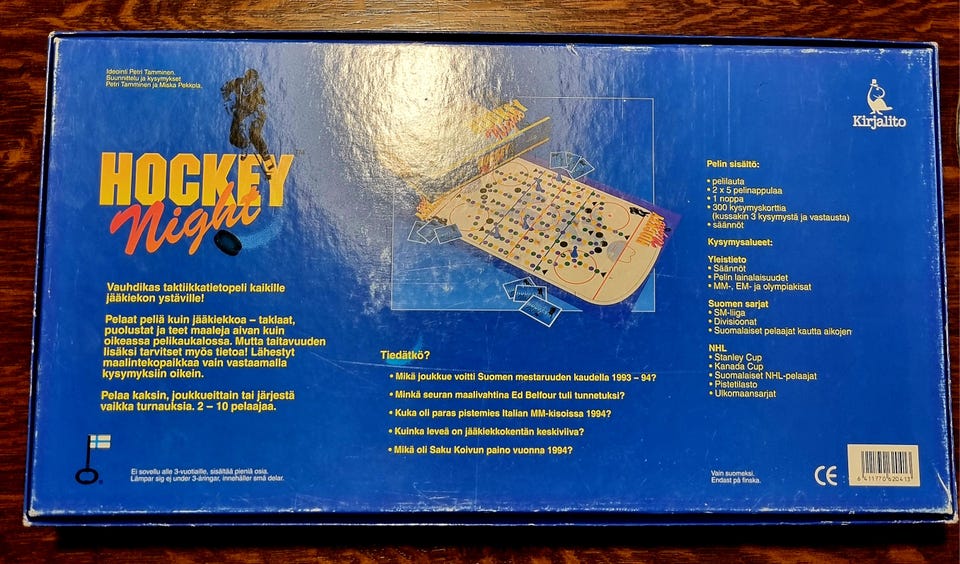 Ideointi Petri Tamminen.
Suunnittelu ja kysymykset
Petri Tamminen ja Miska Pekkola.
HOCKEY
Night
™
Vauhdikas taktiikkatietopeli kaikille
jääkiekon ystäville!
Pelaat peliä kuin jääkiekkoa – taklaat,
puolustat ja teet maaleja aivan kuin
oikeassa pelikaukalossa. Mutta taitavuuden
lisäksi tarvitset myös tietoa! Lähestyt
maalintekopaikkaa vain vastaamalla
kysymyksiin oikein.
Pelaa kaksin, joukkueittain tai järjestä
vaikka turnauksia. 2 – 10 pelaajaa.
Ei sovellu alle 3-vuotiaille, sisältää pieniä osia.
Lämpar sig ej under 3-åringar, innehåller små delar.
HOCKEY
Night
Tiedätkö?
• Mikä joukkue voitti Suomen mestaruuden kaudella 1993 – 94?
• Minkä seuran maalivahtina Ed Belfour tuli tunnetuksi?
• Kuka oli paras pistemies Italian MM-kisoissa 1994?
• Kuinka leveä on jääkiekkokentän keskiviiva?
• Mikä oli Saku Koivun paino vuonna 1994?
Kirjalito
Pelin sisältö:
• pelilauta
• 2 x 5 pelinappulaa
• 1 noppa
• 300 kysymyskorttia
(kussakin 3 kysymystä ja vastausta)
• säännöt
Kysymysalueet:
Yleistieto
• Säännöt
• Pelin lainalaisuudet
• MM-, EM- ja olympiakisat
Suomen sarjat
• SM-liiga
• Divisioonat
• Suomalaiset pelaajat kautta aikojen
NHL
• Stanley Cup
• Kanada Cup
• Suomalaiset NHL-pelaajat
• Pistetilasto
• Ulkomaansarjat
Vain suomeksi.
Endast på finska.
CE
6 411770 620413